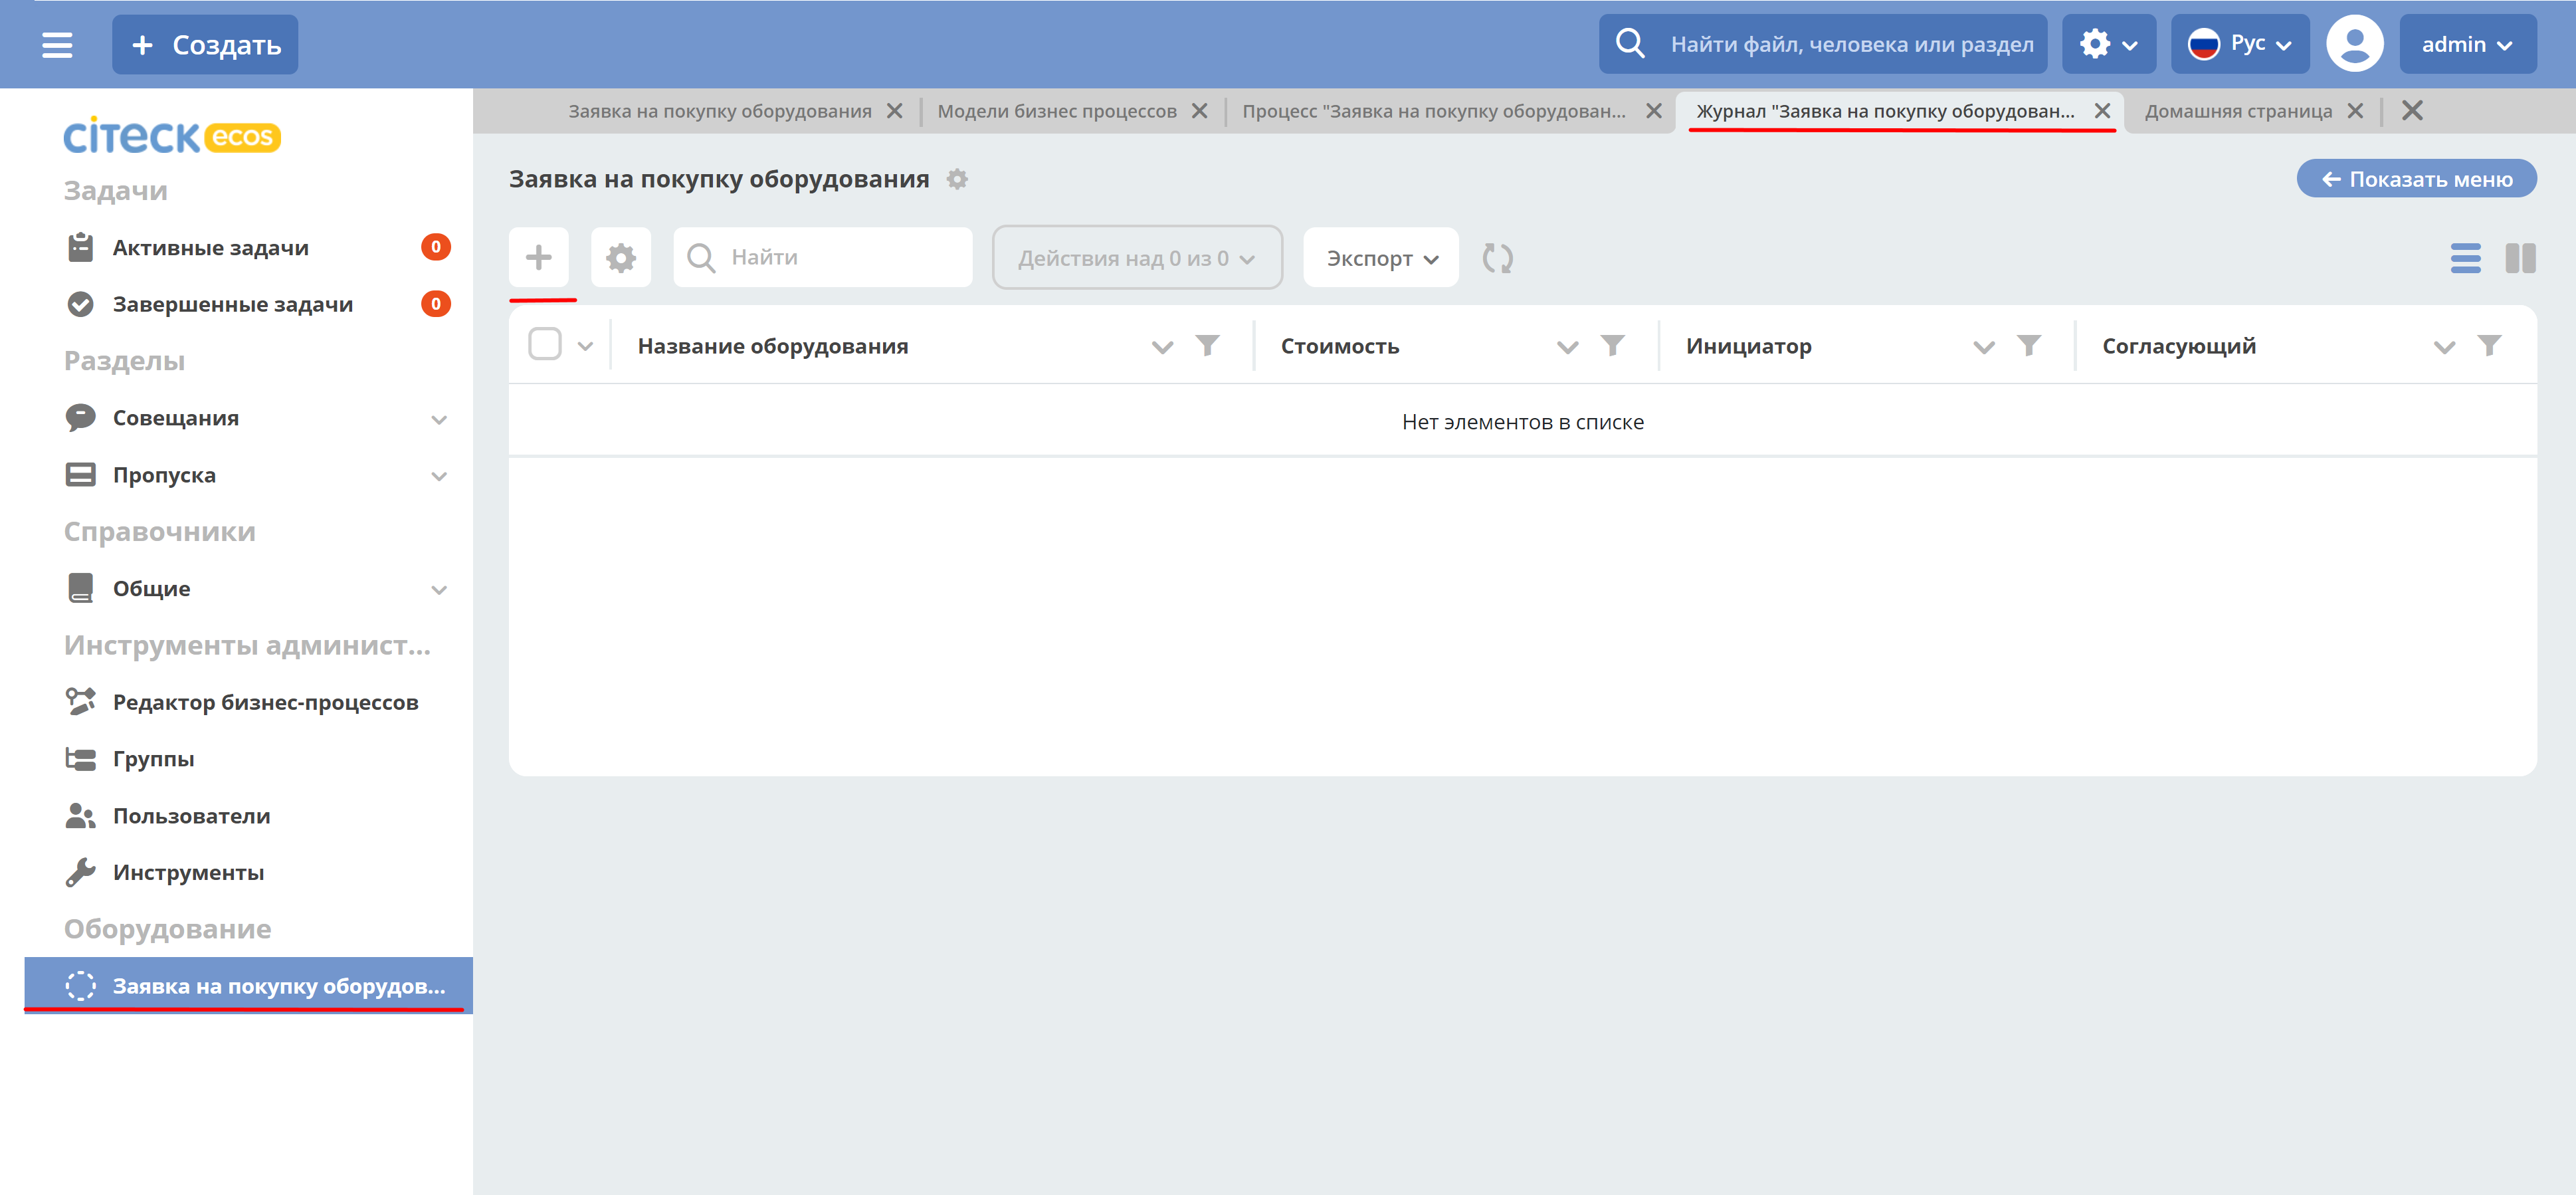 Создать
Найти файл, человека или раздел
Рус
admin
Заявка на покупку оборудования
Модели бизнес процессов
Процесс "Заявка на покупку оборудован...
Журнал "Заявка на покупку оборудован...
Домашняя страница
citeck ecos
Задачи
Активные задачи 0
Завершенные задачи 0
Разделы
Совещания
Пропуска
Справочники
Общие
Инструменты админист...
Редактор бизнес-процессов
Группы
Пользователи
Инструменты
Оборудование
Заявка на покупку оборудов...
Заявка на покупку оборудования
Показать меню
Найти
Действия над 0 из 0
Экспорт
Название оборудования
Стоимость
Инициатор
Согласующий
Нет элементов в списке